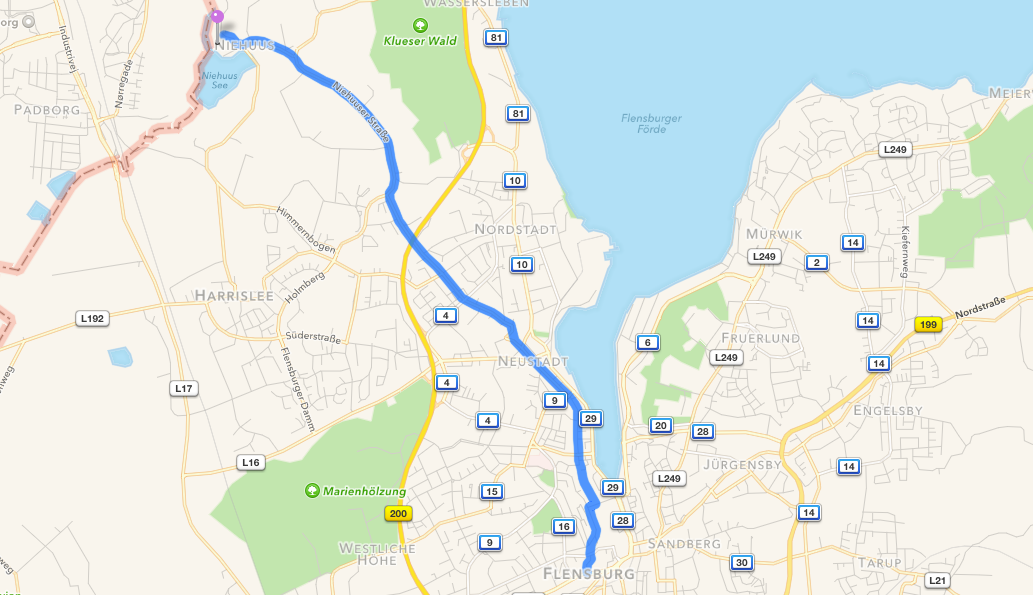 WASSERSLEBEN
org
Industrivej
Klueser Wald
81
NIEHUUS
Niehuus
See
Nørregade
Niehuuser Straße
PADBORG
81
Flensburger
Förde
MEIER
L249
10
Himmernbogen
NORDSTADT
MÜRWIK
14
Kiefernweg
L249
2
10
Holmberg
HARRISLEE
L192
4
Nordstraße
14
199
Süderstraße
6
FRUERLUND
L249
NEUSTADT
14
Flensburger Damm
L17
4
9
ENGELSBY
4
29
20
28
L16
JÜRGENSBY
14
L249
Marienhölzung
15
29
200
14
16
28
9
SANDBERG
WESTLICHE
HÖHE
30
TARUP
FLENSBURG
L21